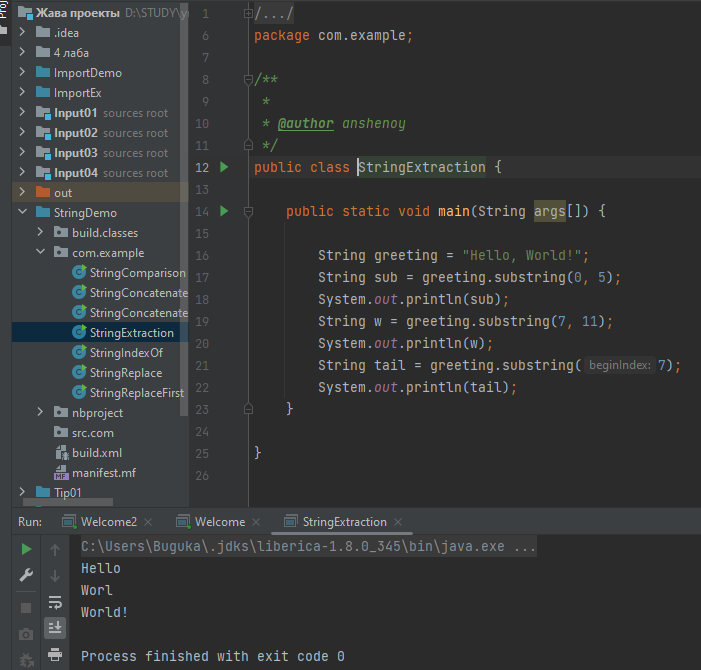 Жава проекты D:\STUDY\
.idea
4 лаба
ImportDemo
ImportEx
Input01 sources root
Input02 sources root
Input03 sources root
Input04 sources root
out
StringDemo
build.classes
com.example
StringComparison
StringConcatenate
StringConcatenate
StringExtraction
StringIndexOf
StringReplace
StringReplaceFirst
nbproject
src.com
build.xml
manifest.mf
Tip01
1 /.../
6 package com.example;
7
8 /**
9 *
10 * @author anshenoy
11 */
12 public class StringExtraction {
13
14 public static void main(String args[]) {
15
16 String greeting = "Hello, World!";
17 String sub = greeting.substring(0, 5);
18 System.out.println(sub);
19 String w = greeting.substring(7, 11);
20 System.out.println(w);
21 String tail = greeting.substring( beginIndex: 7);
22 System.out.println(tail);
23 }
24
25 }
26
Run: Welcome2 Welcome StringExtraction
C:\Users\Buguka\.jdks\liberica-1.8.0_345\bin\java.exe ...
Hello
Worl
World!
Process finished with exit code 0